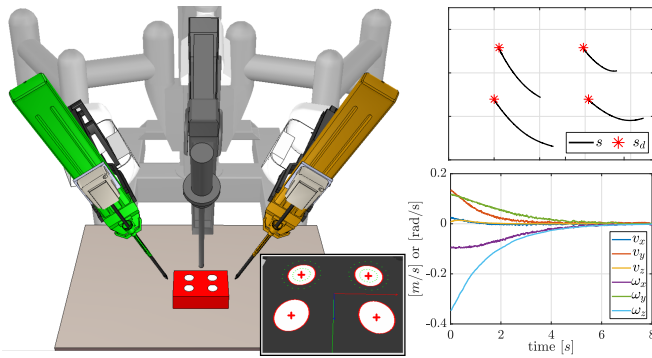 s
s_d
0.2
0
-0.2
-0.4
[m/s] or [rad/s]
v_x
v_y
v_z
ω_x
ω_y
ω_z
0 2 4 6 8
time [s]